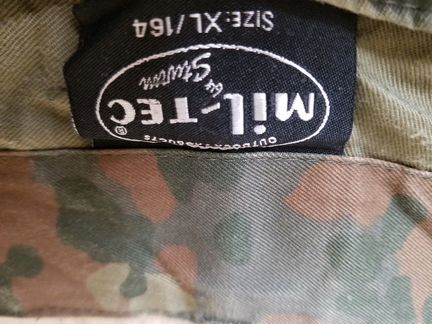 OUTDOOR PRODUCTS
MiL-TEC®
by Sturm
SIZE:XL/164